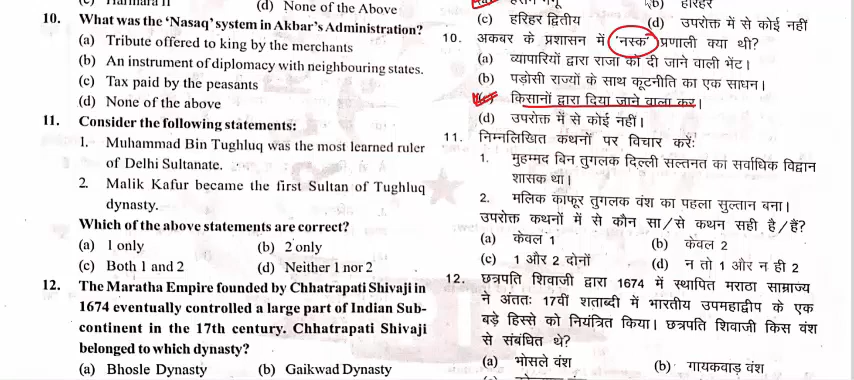 (d) None of the Above
10. What was the ‘Nasaq’ system in Akbar’s Administration?
(a) Tribute offered to king by the merchants
(b) An instrument of diplomacy with neighbouring states.
(c) Tax paid by the peasants
(d) None of the above
11. Consider the following statements:
1. Muhammad Bin Tughluq was the most learned ruler
of Delhi Sultanate.
2. Malik Kafur became the first Sultan of Tughluq
dynasty.
Which of the above statements are correct?
(a) 1 only (b) 2 only
(c) Both 1 and 2 (d) Neither 1 nor 2
12. The Maratha Empire founded by Chhatrapati Shivaji in
1674 eventually controlled a large part of Indian Sub-
continent in the 17th century. Chhatrapati Shivaji
belonged to which dynasty?
(a) Bhosle Dynasty (b) Gaikwad Dynasty
(b) हरिहर
(c) हरिहर द्वितीय (d) उपरोक्त में से कोई नहीं
10. अकबर के प्रशासन में ‘नस्क’ प्रणाली क्या थी?
(a) व्यापारियों द्वारा राजा को दी जाने वाली भेंट।
(b) पड़ोसी राज्यों के साथ कूटनीति का एक साधन।
(c) किसानों द्वारा दिया जाने वाला कर।
(d) उपरोक्त में से कोई नहीं।
11. निम्नलिखित कथनों पर विचार करें:
1. मुहम्मद बिन तुगलक दिल्ली सल्तनत का सर्वाधिक विद्वान
शासक था।
2. मलिक काफूर तुगलक वंश का पहला सुल्तान बना।
उपरोक्त कथनों में से कौन सा/से कथन सही है/हैं?
(a) केवल 1 (b) केवल 2
(c) 1 और 2 दोनों (d) न तो 1 और न ही 2
12. छत्रपति शिवाजी द्वारा 1674 में स्थापित मराठा साम्राज्य
ने अंततः 17वीं शताब्दी में भारतीय उपमहाद्वीप के एक
बड़े हिस्से को नियंत्रित किया। छत्रपति शिवाजी किस वंश
से संबंधित थे?
(a) भोसले वंश (b) गायकवाड़ वंश